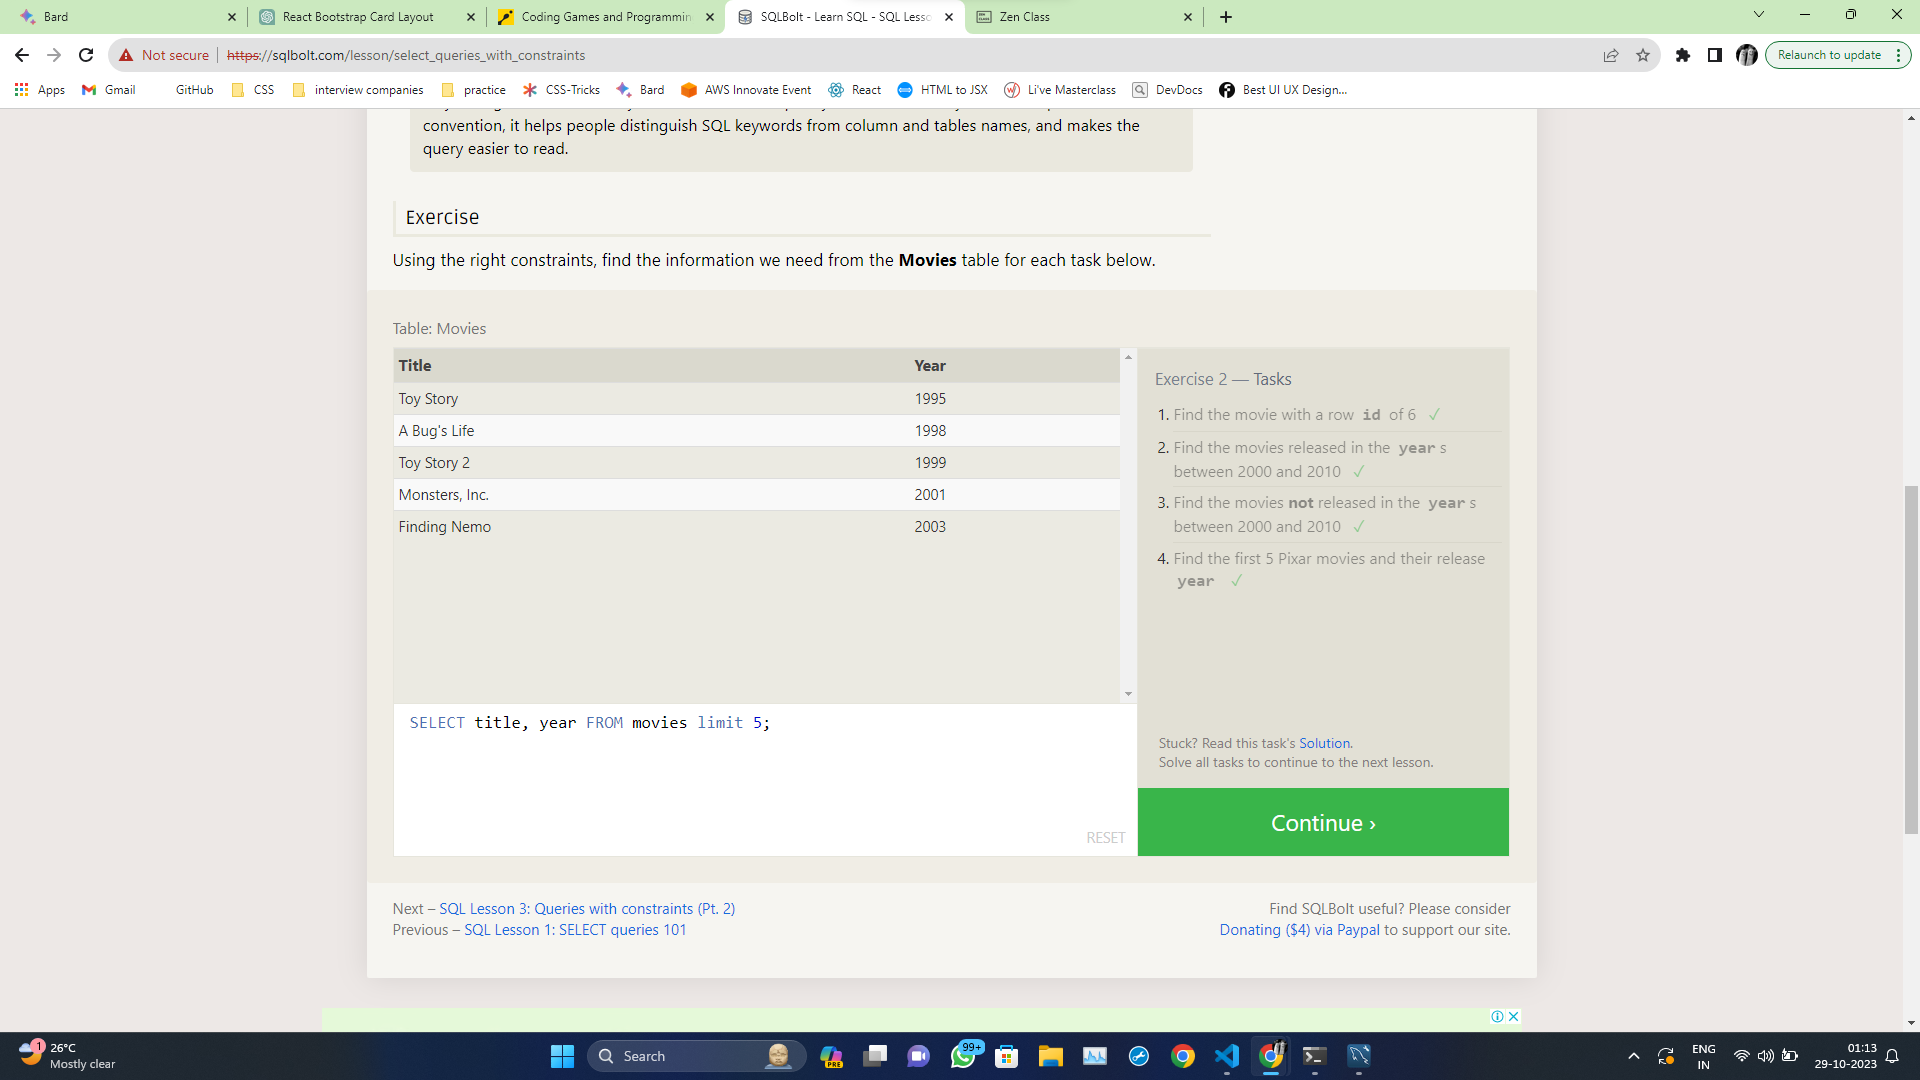 Bard
React Bootstrap Card Layout
Coding Games and Programmin
SQLBolt - Learn SQL - SQL Lesso
Zen Class
Not secure
https://sqlbolt.com/lesson/select_queries_with_constraints
Relaunch to update
Apps
Gmail
GitHub
CSS
interview companies
practice
CSS-Tricks
Bard
AWS Innovate Event
React
HTML to JSX
Li've Masterclass
DevDocs
Best UI UX Design...
convention, it helps people distinguish SQL keywords from column and tables names, and makes the
query easier to read.
Exercise
Using the right constraints, find the information we need from the Movies table for each task below.
Table: Movies
Title Year
Toy Story 1995
A Bug's Life 1998
Toy Story 2 1999
Monsters, Inc. 2001
Finding Nemo 2003
SELECT title, year FROM movies limit 5;
RESET
Exercise 2 — Tasks
1. Find the movie with a row id of 6 ✓
2. Find the movies released in the years
between 2000 and 2010 ✓
3. Find the movies not released in the years
between 2000 and 2010 ✓
4. Find the first 5 Pixar movies and their release
year ✓
Stuck? Read this task's Solution.
Solve all tasks to continue to the next lesson.
Continue ›
Next – SQL Lesson 3: Queries with constraints (Pt. 2)
Previous – SQL Lesson 1: SELECT queries 101
Find SQLBolt useful? Please consider
Donating ($4) via Paypal to support our site.
1
26°C
Mostly clear
Search
PRE
99+
ENG
IN
01:13
29-10-2023